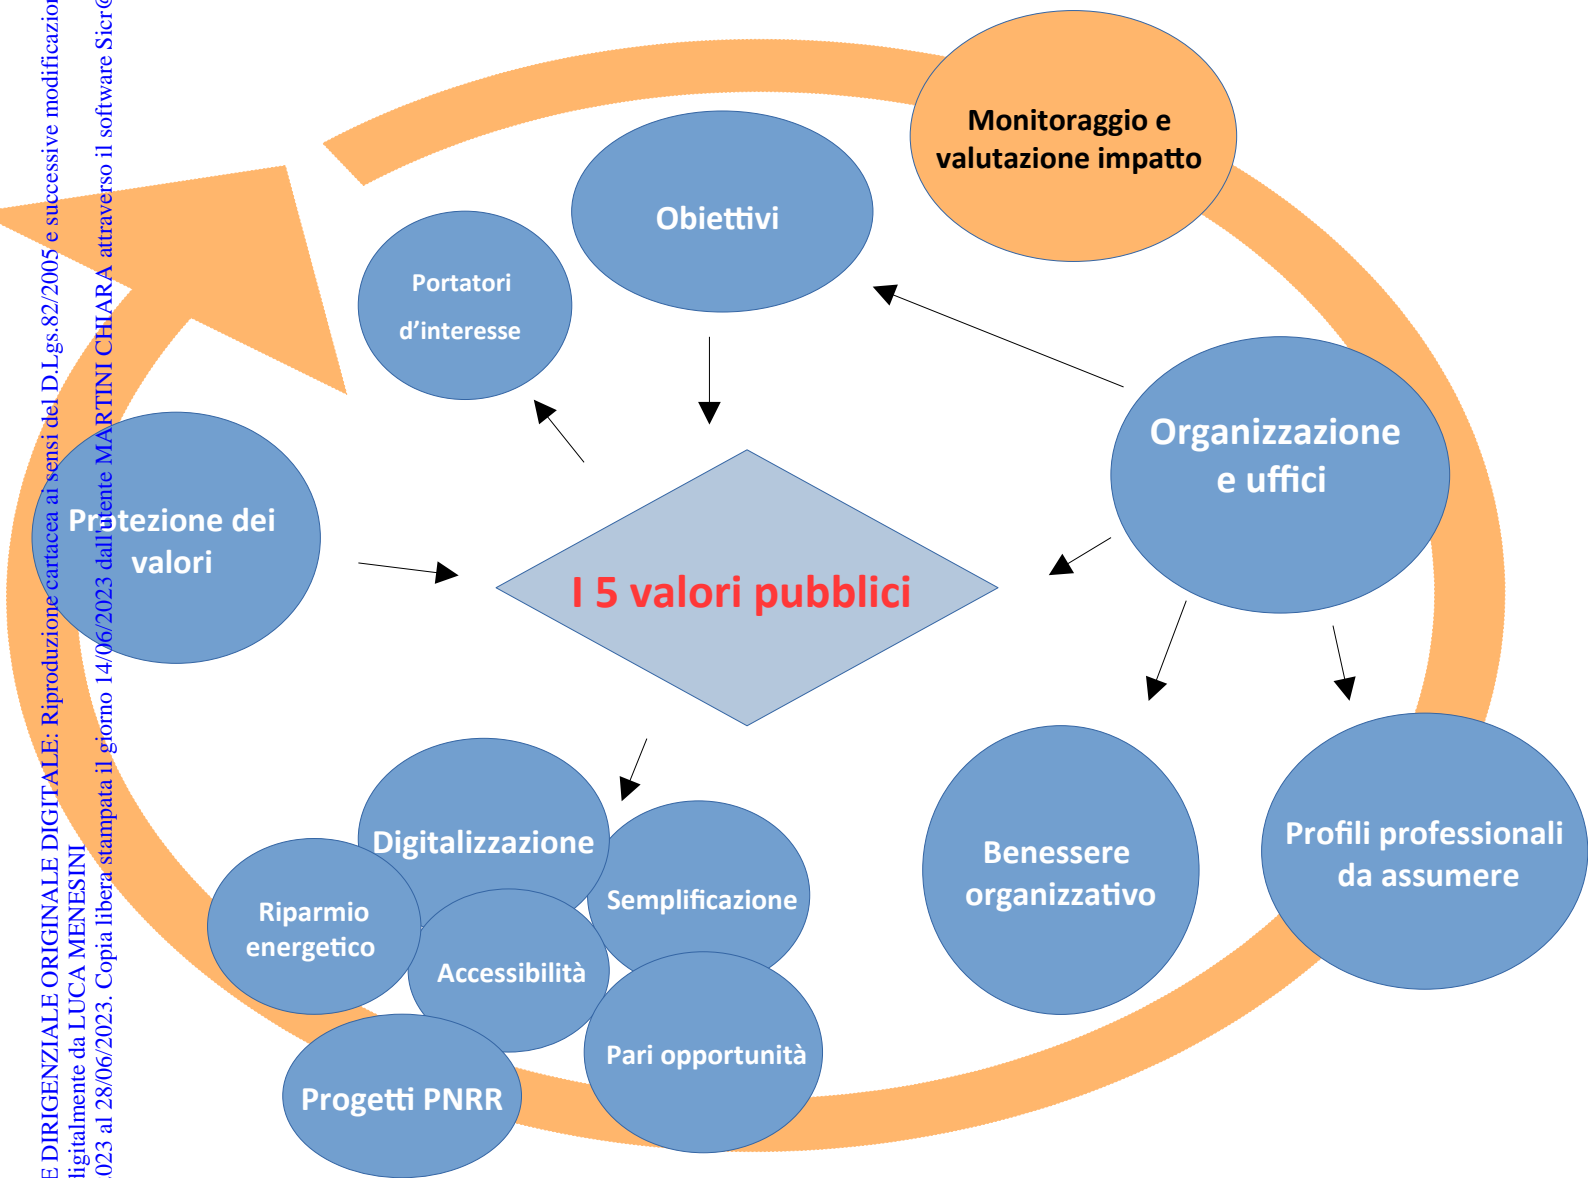 Monitoraggio e
valutazione impatto
Obiettivi
Portatori
d'interesse
Organizzazione
e uffici
Protezione dei
valori
I 5 valori pubblici
Digitalizzazione
Semplificazione
Riparmio
energetico
Accessibilità
Pari opportunità
Progetti PNRR
Benessere
organizzativo
Profili professionali
da assumere
E DIRIGENZIALE ORIGINALE DIGITALE: Riproduzione cartacea ai sensi del D.Lgs.82/2005 e successive modificazion
digitalmente da LUCA MENESINI
023 al 28/06/2023. Copia libera stampata il giorno 14/06/2023 dall'utente MARTINI CHIARA attraverso il software Sicr@